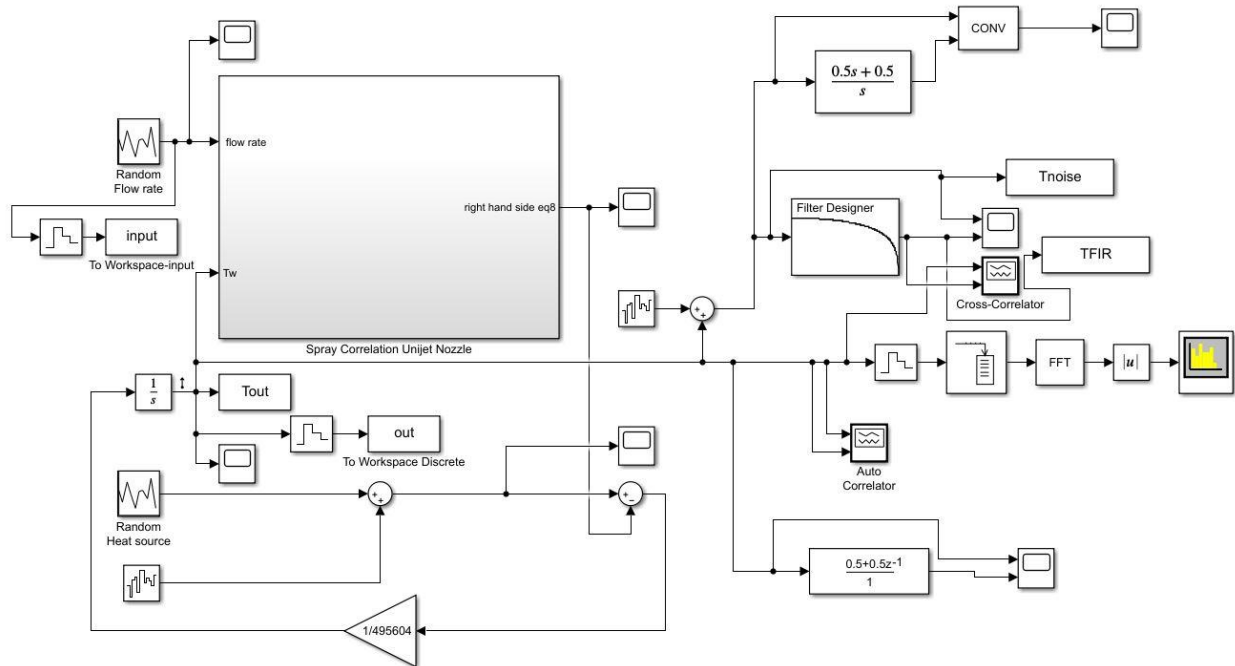 CONV
0.5s + 0.5
s
flow rate
Random
Flow rate
right hand side eq8
Tnoise
Filter Designer
input
To Workspace-input
Tw
TFIR
Cross-Correlator
+
+
Spray Correlation Unijet Nozzle
1
s
Tout
FFT
|u|
out
To Workspace Discrete
Auto
Correlator
Random
Heat source
+
+
+
−
0.5+0.5z-1
1
1/495604